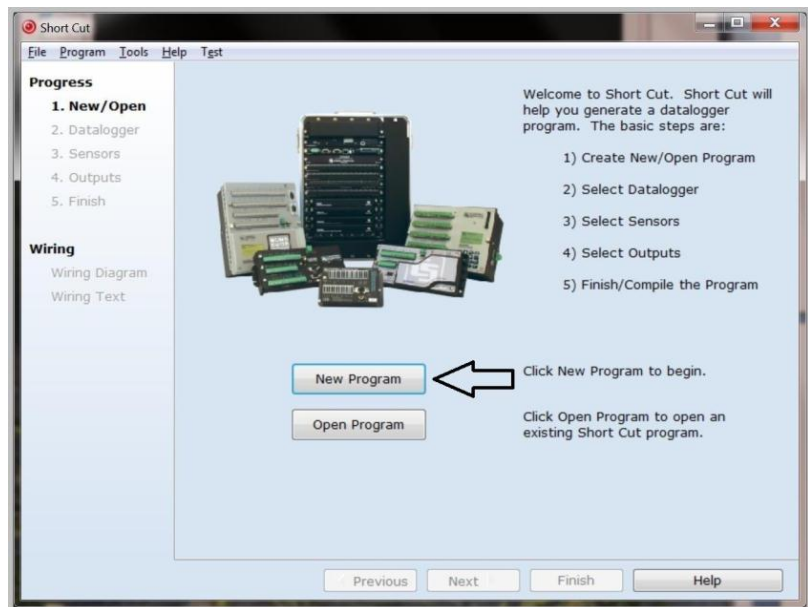 Short Cut
File Program Tools Help Test
Progress
1. New/Open
2. Datalogger
3. Sensors
4. Outputs
5. Finish
Wiring
Wiring Diagram
Wiring Text
Welcome to Short Cut. Short Cut will
help you generate a datalogger
program. The basic steps are:
1) Create New/Open Program
2) Select Datalogger
3) Select Sensors
4) Select Outputs
5) Finish/Compile the Program
New Program
Click New Program to begin.
Open Program
Click Open Program to open an
existing Short Cut program.
Previous Next Finish Help